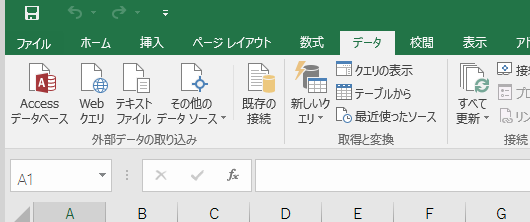 ファイル ホーム 挿入 ページ レイアウト 数式 データ 校閲 表示
Access データベース
Web クエリ
テキスト ファイル
その他の データ ソース
既存の 接続
新しいク エリ
クエリの表示
テーブルから
最近使ったソース
すべて 更新
外部データの取り込み 取得と変換 接続
A1 fx
A B C D E F G